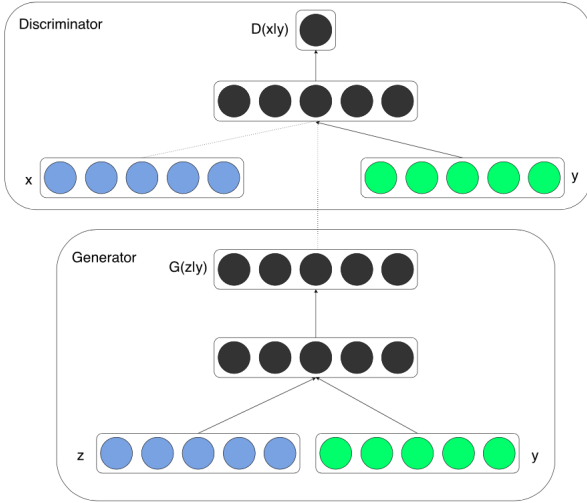 Discriminator
D(x|y)
x
y
Generator
G(z|y)
z
y